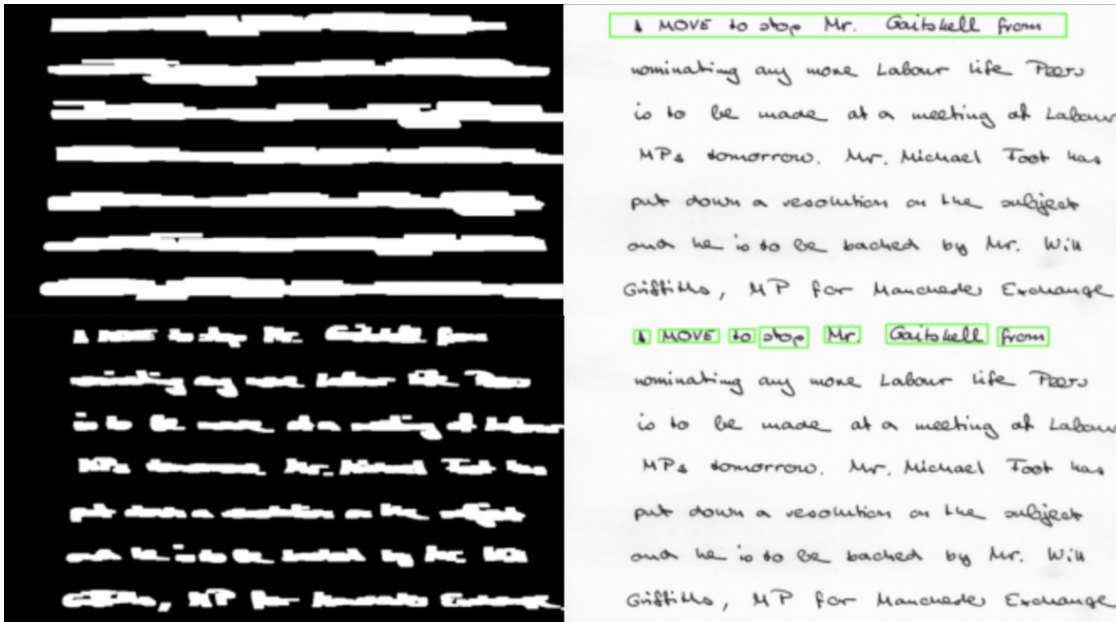 A MOVE to stop Mr. Gaitskell from
nominating any more Labour Life Peers
is to be made at a meeting of Labour
MPs tomorrow. Mr. Michael Foot has
put down a resolution on the subject
and he is to be backed by Mr. Will
Griffiths, MP for Manchester Exchange
A MOVE to stop Mr. Gaitskell from
nominating any more Labour Life Peers
is to be made at a meeting of Labour
MPs tomorrow. Mr. Michael Foot has
put down a resolution on the subject
and he is to be backed by Mr. Will
Griffiths, MP for Manchester Exchange